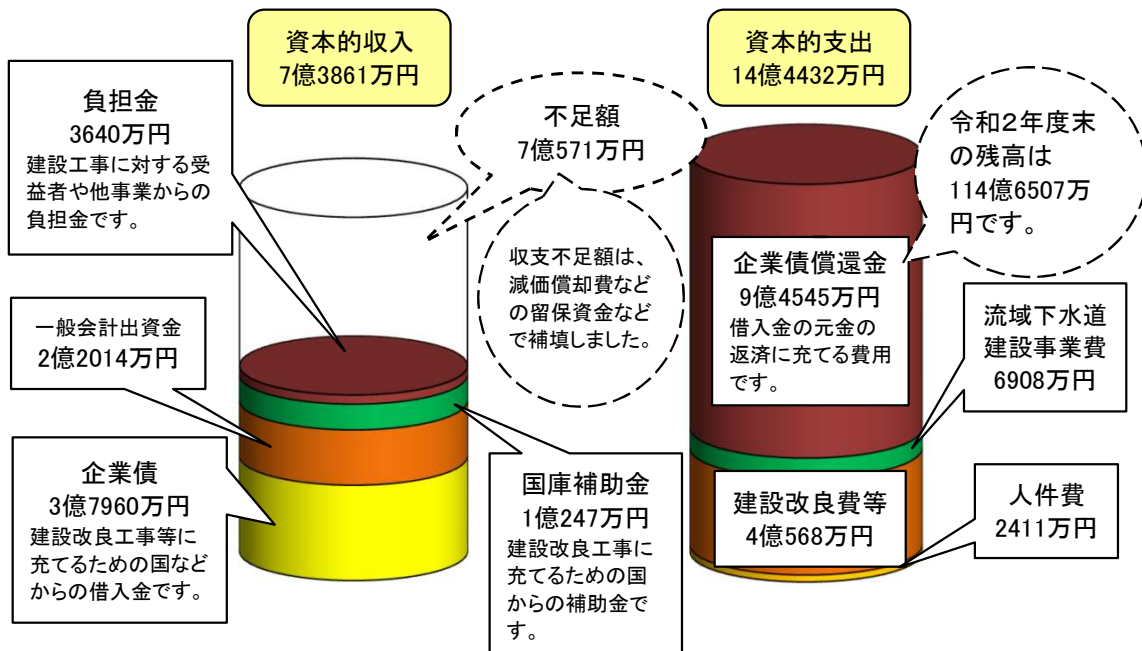 資本的収入
7億3861万円
資本的支出
14億4432万円
負担金
3640万円
建設工事に対する受
益者や他事業からの
負担金です。
不足額
7億571万円
収支不足額は、
減価償却費など
の留保資金など
で補填しました。
令和2年度末
の残高は
114億6507万
円です。
一般会計出資金
2億2014万円
企業債償還金
9億4545万円
借入金の元金の
返済に充てる費用
です。
流域下水道
建設事業費
6908万円
企業債
3億7960万円
建設改良工事等に
充てるための国など
からの借入金です。
国庫補助金
1億247万円
建設改良工事に
充てるための国
からの補助金で
す。
建設改良費等
4億568万円
人件費
2411万円